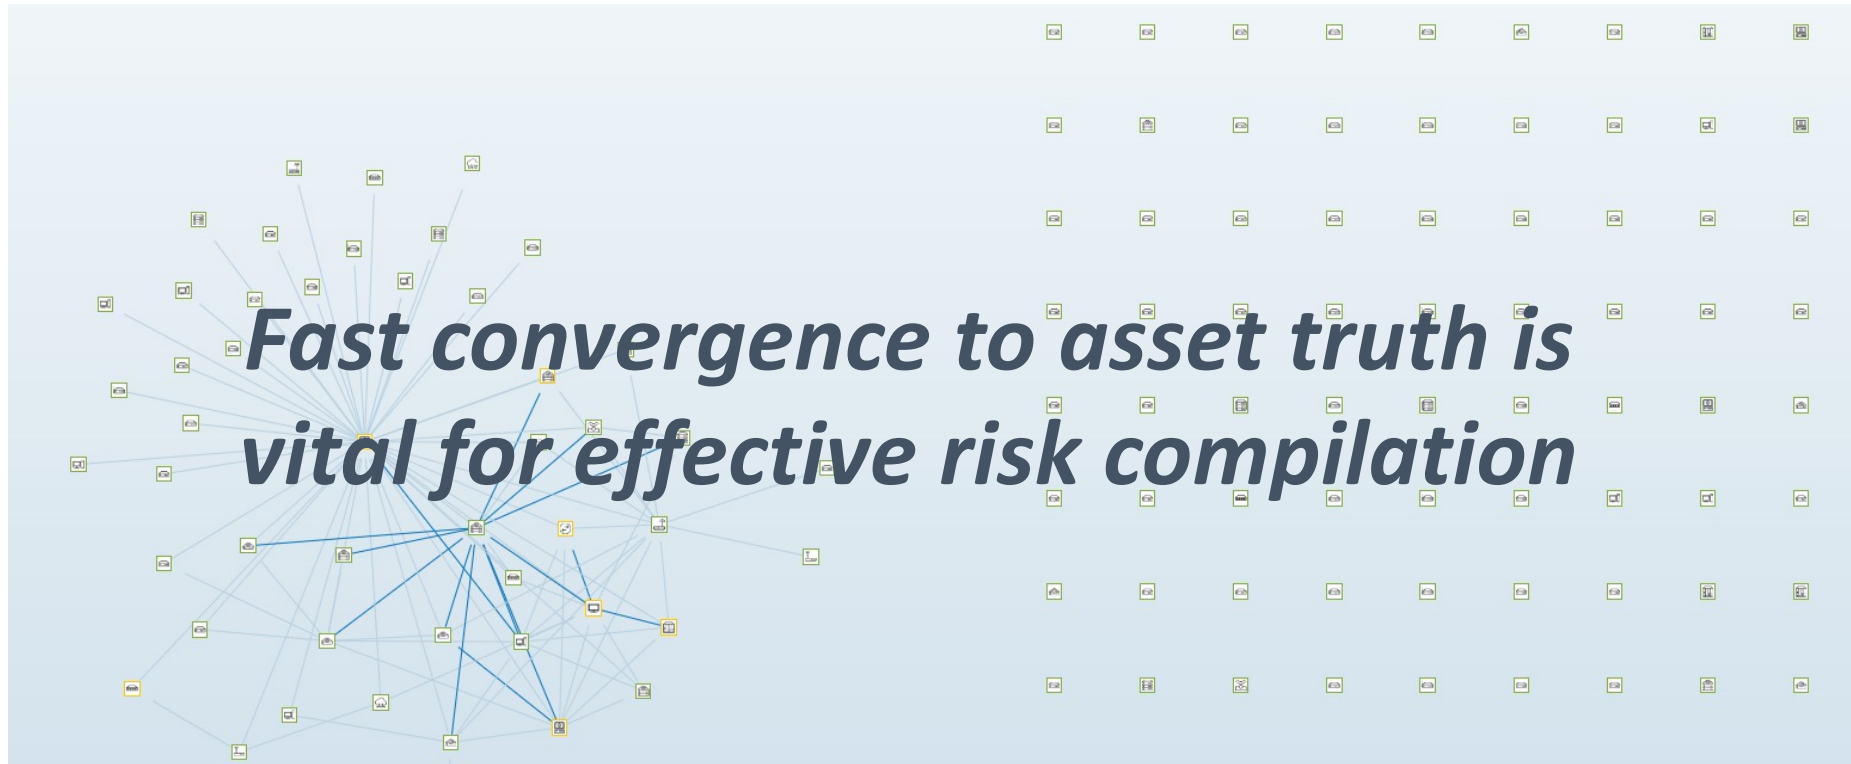 Fast convergence to asset truth is
vital for effective risk compilation